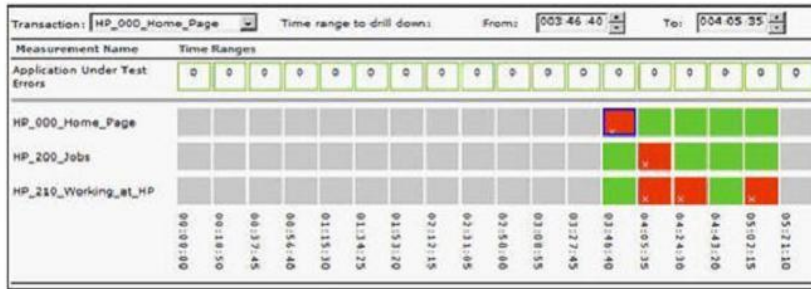 Transaction: HP_000_Home_Page Time range to drill down: From: 003:46:40 To: 004:05:35
Measurement Name Time Ranges
Application Under Test
Errors
0 0 0 0 0 0 0 0 0 0 0 0 0 0 0 0 0 0
HP_000_Home_Page
HP_200_Jobs
HP_210_Working_at_HP
00:00:00 00:18:50 00:37:45 00:56:40 01:15:30 01:34:25 01:53:20 02:12:15 02:31:05 02:50:00 03:08:55 03:27:45 03:46:40 04:05:35 04:24:30 04:43:20 05:02:15 05:21:10